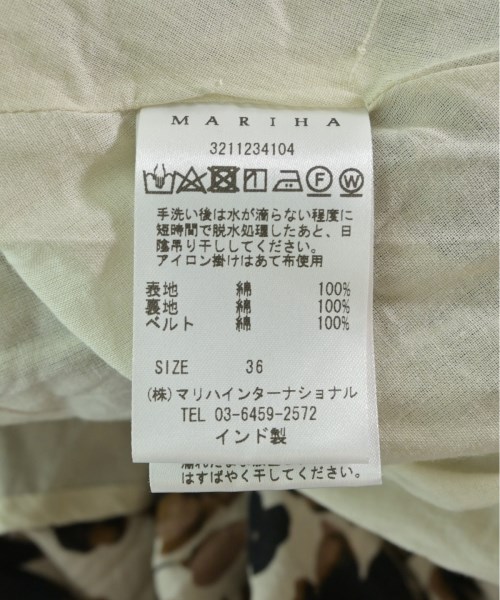 MARIHA
3211234104
F W
手洗い後は水が滴らない程度に
短時間で脱水処理したあと、日
陰吊り干ししてください。
アイロン掛けはあて布使用
表地 綿 100%
裏地 綿 100%
ベルト 綿 100%
SIZE 36
(株)マリハインターナショナル
TEL 03-6459-2572
インド製
はすばやく干してください。